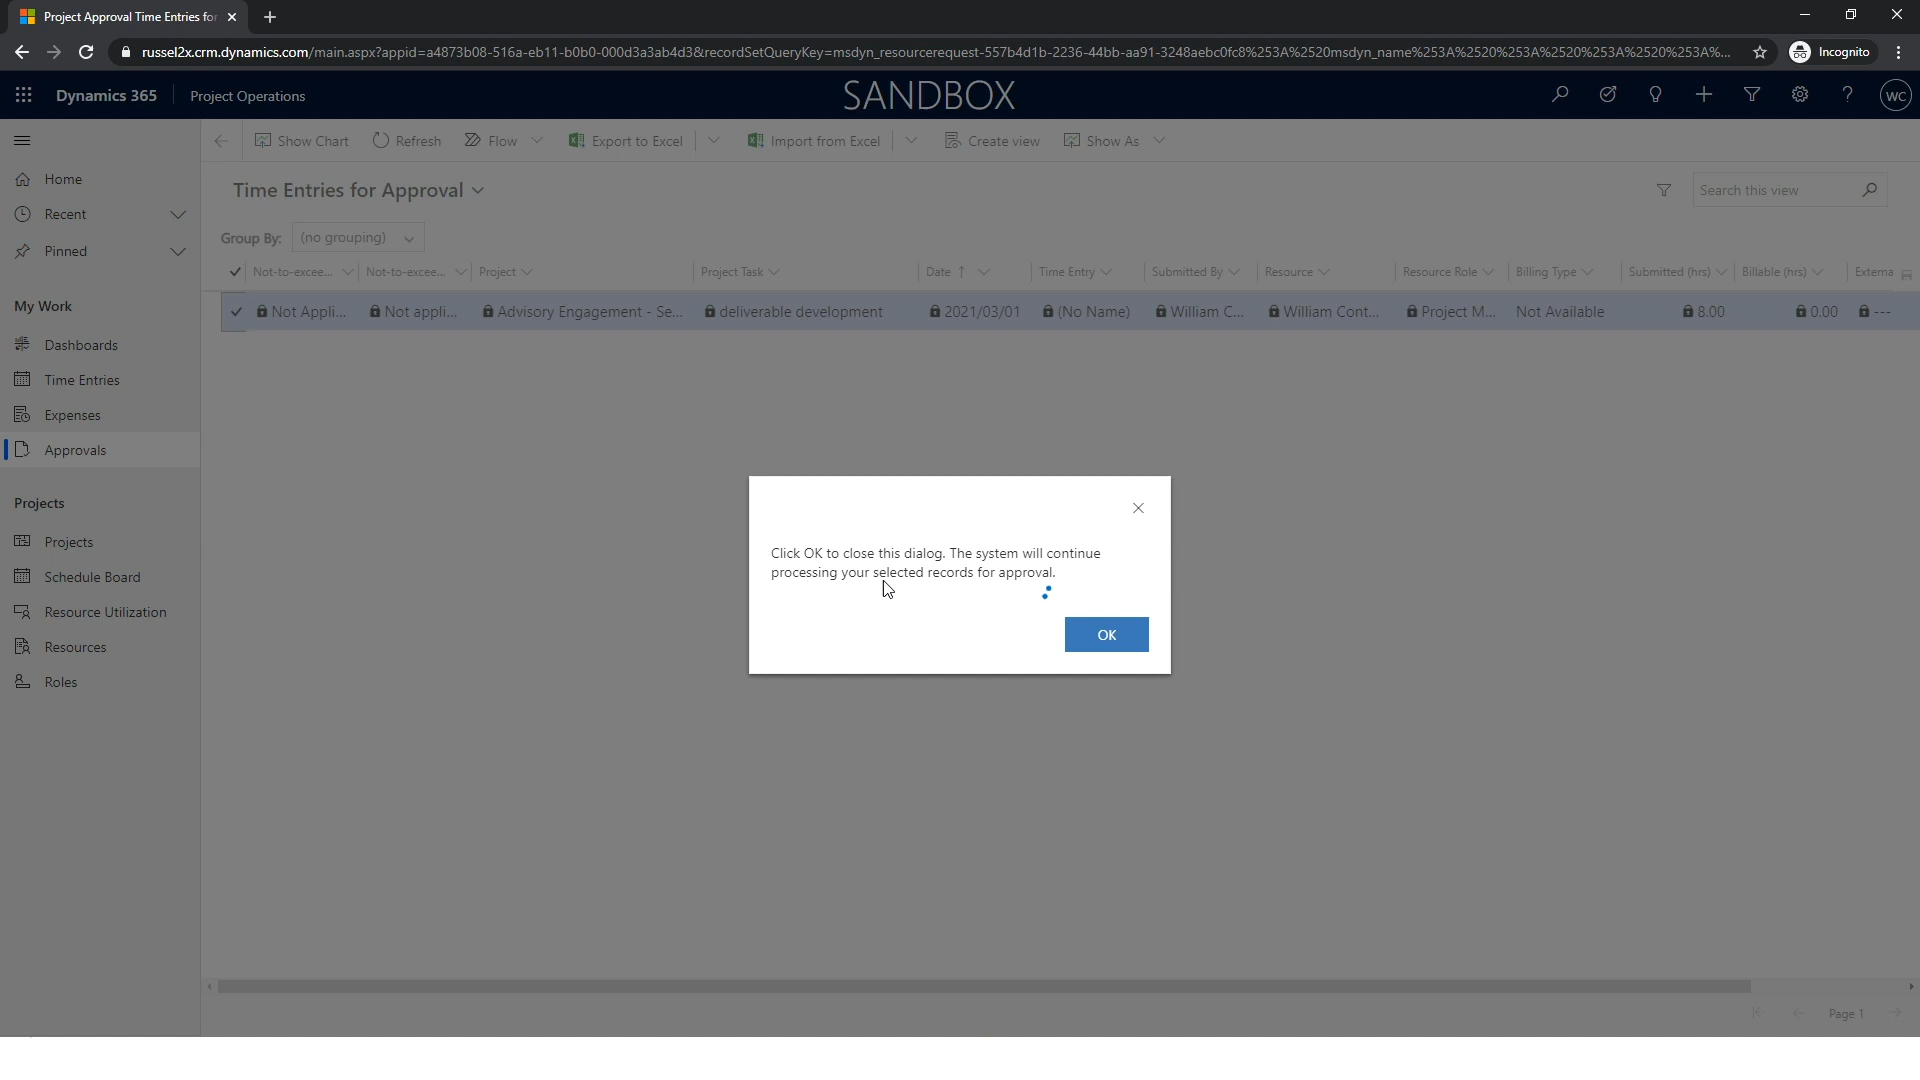 Project Approval Time Entries for
russel2x.crm.dynamics.com/main.aspx?appid=a4873b08-516a-eb11-b0b0-000d3a3ab4d3&recordSetQueryKey=msdyn_resourcerequest-557b4d1b-2236-44bb-aa91-3248aebc0fc8%253A%2520msdyn_name%253A%2520%253A%2520%253A%2520%253A%...
Incognito
Dynamics 365
Project Operations
SANDBOX
WC
Show Chart
Refresh
Flow
Export to Excel
Import from Excel
Create view
Show As
Home
Recent
Pinned
My Work
Dashboards
Time Entries
Expenses
Approvals
Projects
Projects
Schedule Board
Resource Utilization
Resources
Roles
Time Entries for Approval
Search this view
Group By: (no grouping)
Not-to-excee... Not-to-excee... Project Project Task Date ↑ Time Entry Submitted By Resource Resource Role Billing Type Submitted (hrs) Billable (hrs) Externa
Not Appli... Not appli... Advisory Engagement - Se... deliverable development 2021/03/01 (No Name) William C... William Cont... Project M... Not Available 8.00 0.00 ---
Click OK to close this dialog. The system will continue
processing your selected records for approval.
OK
Page 1